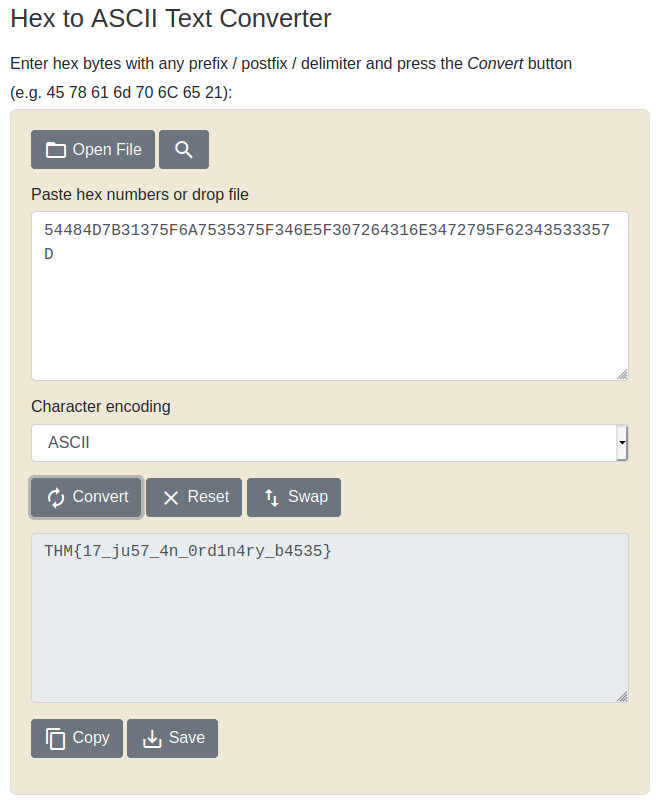 Hex to ASCII Text Converter
Enter hex bytes with any prefix / postfix / delimiter and press the Convert button
(e.g. 45 78 61 6d 70 6C 65 21):
Open File
Paste hex numbers or drop file
54484D7B31375F6A7535375F346E5F307264316E3472795F62343533357
D
Character encoding
ASCII
Convert Reset Swap
THM{17_ju57_4n_0rd1n4ry_b4535}
Copy Save